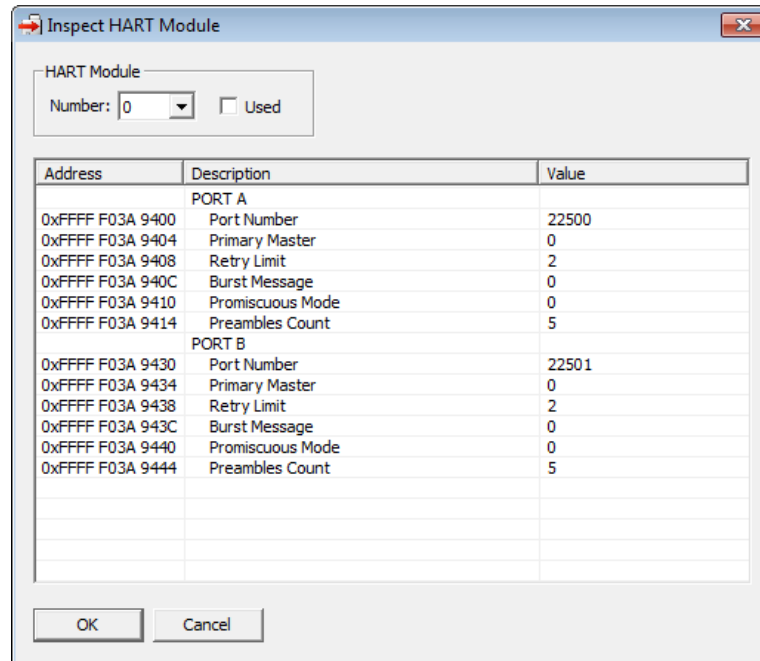 Inspect HART Module
HART Module
Number: 0 Used
Address Description Value
PORT A
0xFFFF F03A 9400 Port Number 22500
0xFFFF F03A 9404 Primary Master 0
0xFFFF F03A 9408 Retry Limit 2
0xFFFF F03A 940C Burst Message 0
0xFFFF F03A 9410 Promiscuous Mode 0
0xFFFF F03A 9414 Preambles Count 5
PORT B
0xFFFF F03A 9430 Port Number 22501
0xFFFF F03A 9434 Primary Master 0
0xFFFF F03A 9438 Retry Limit 2
0xFFFF F03A 943C Burst Message 0
0xFFFF F03A 9440 Promiscuous Mode 0
0xFFFF F03A 9444 Preambles Count 5
OK Cancel